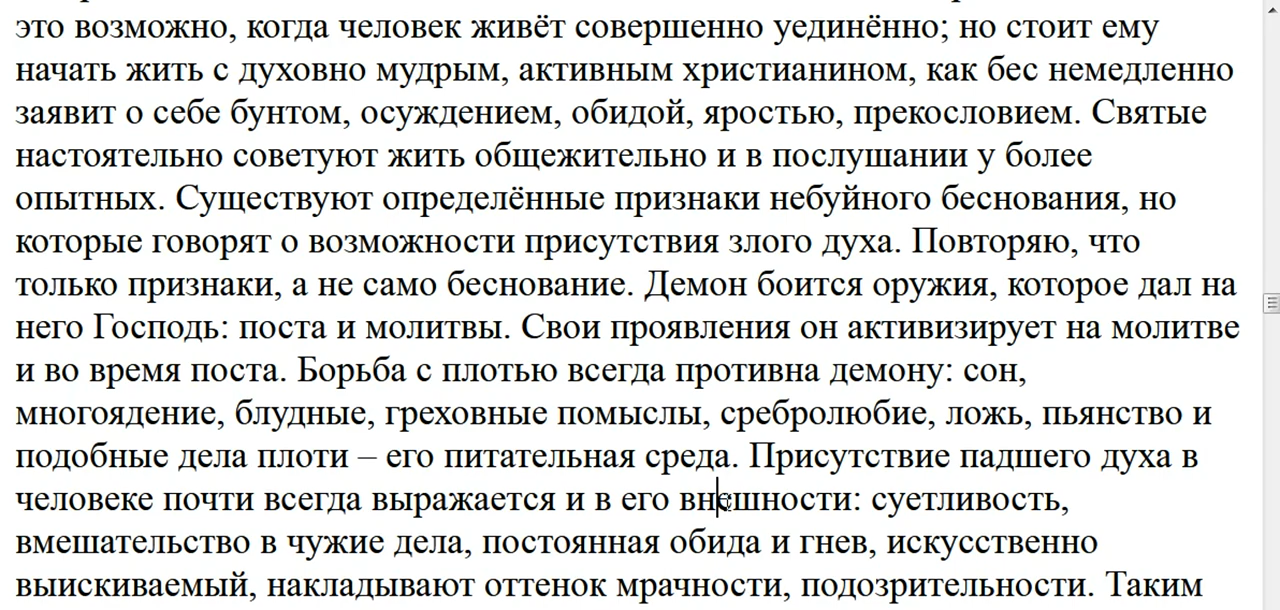 это возможно, когда человек живёт совершенно уединённо; но стоит ему
начать жить с духовно мудрым, активным христианином, как бес немедленно
заявит о себе бунтом, осуждением, обидой, яростью, прекословием. Святые
настоятельно советуют жить общежительно и в послушании у более
опытных. Существуют определённые признаки небуйного беснования, но
которые говорят о возможности присутствия злого духа. Повторяю, что
только признаки, а не само беснование. Демон боится оружия, которое дал на
него Господь: поста и молитвы. Свои проявления он активизирует на молитве
и во время поста. Борьба с плотью всегда противна демону: сон,
многоядение, блудные, греховные помыслы, сребролюбие, ложь, пьянство и
подобные дела плоти – его питательная среда. Присутствие падшего духа в
человеке почти всегда выражается и в его внешности: суетливость,
вмешательство в чужие дела, постоянная обида и гнев, искусственно
выискиваемый, накладывают оттенок мрачности, подозрительности. Таким